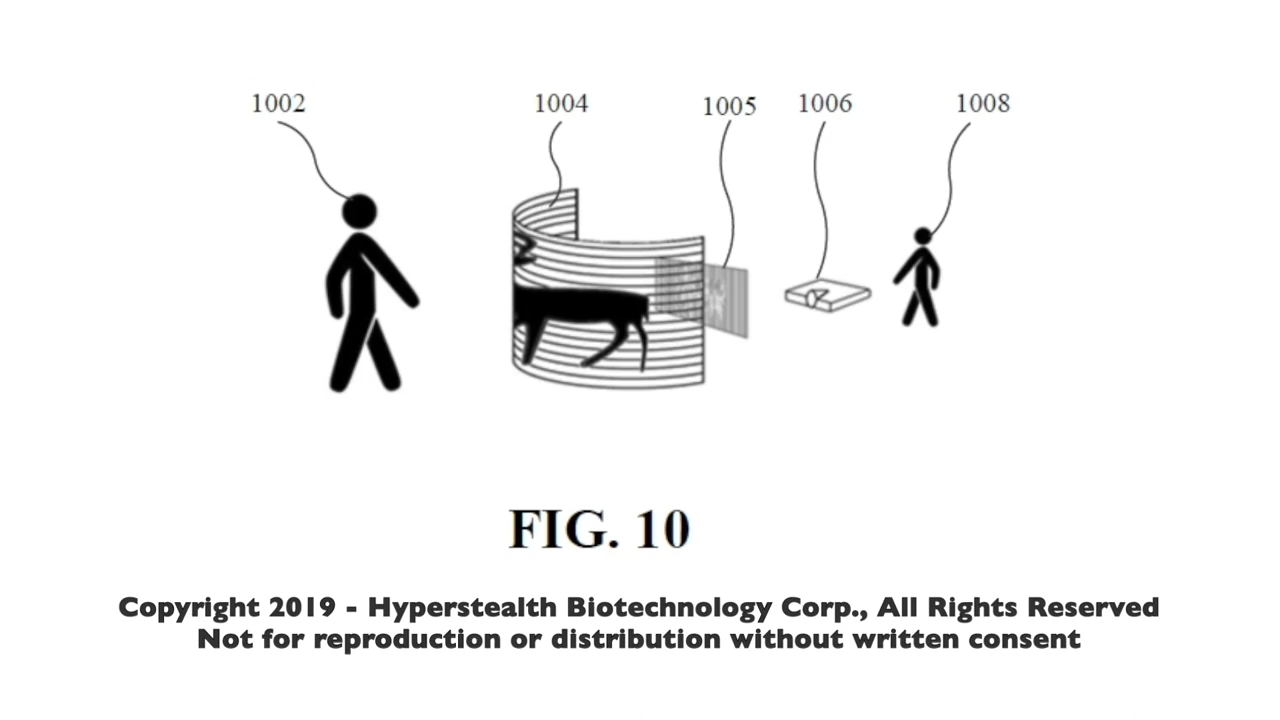 1002 1004 1005 1006 1008
FIG. 10
Copyright 2019 - Hyperstealth Biotechnology Corp., All Rights Reserved
Not for reproduction or distribution without written consent